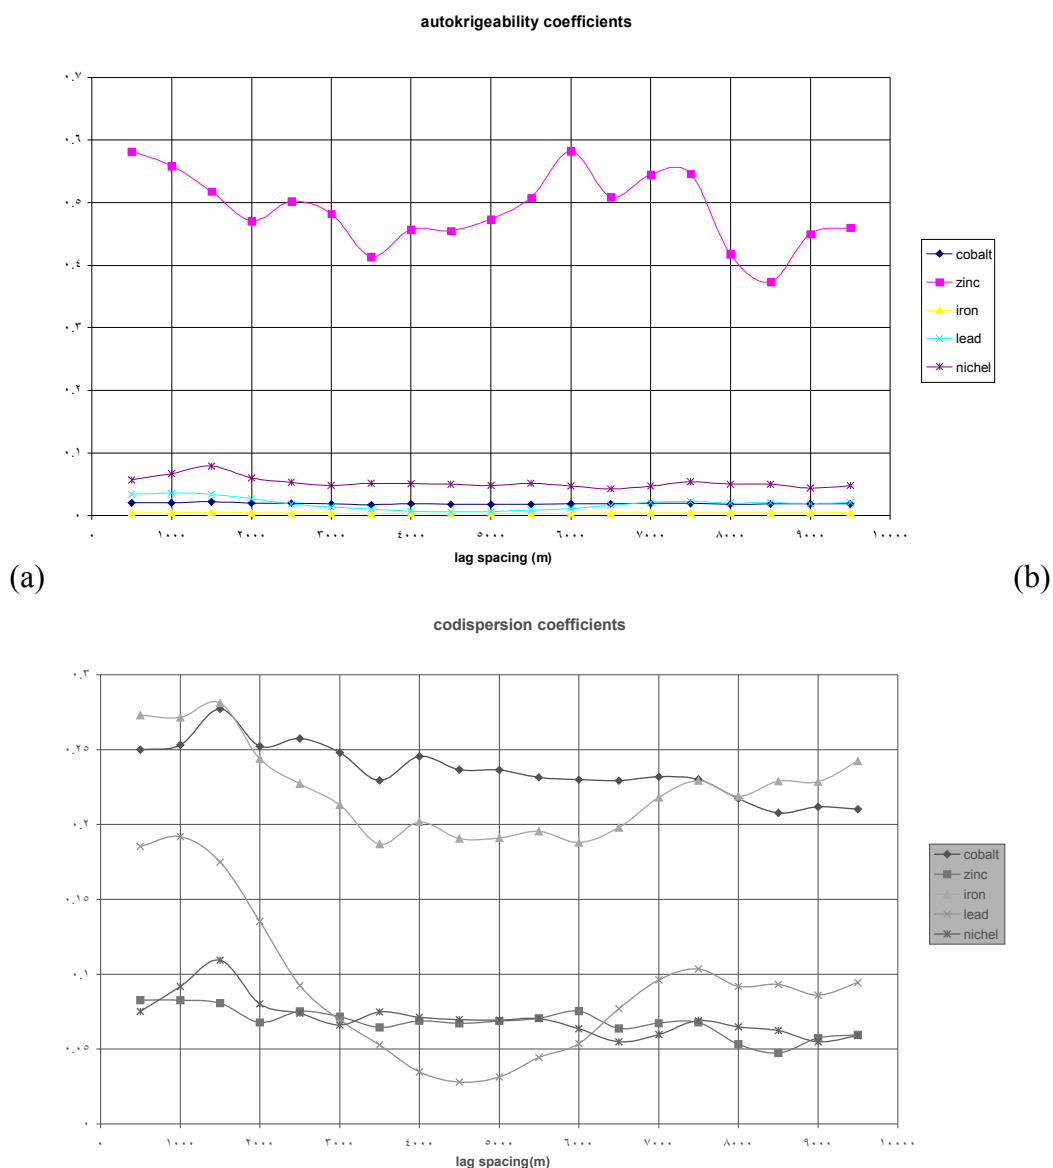 autokrigeability coefficients
٠.٧
٠.٦
٠.٥
٠.٤
٠.٣
٠.٢
٠.١
٠
٠ ١٠٠٠ ٢٠٠٠ ٣٠٠٠ ٤٠٠٠ ٥٠٠٠ ٦٠٠٠ ٧٠٠٠ ٨٠٠٠ ٩٠٠٠ ١٠٠٠٠
lag spacing (m)
cobalt
zinc
iron
lead
nichel
(a) (b)
codispersion coefficients
٠.٣
٠.٢٥
٠.٢
٠.١٥
٠.١
٠.٠٥
٠
٠ ١٠٠٠ ٢٠٠٠ ٣٠٠٠ ٤٠٠٠ ٥٠٠٠ ٦٠٠٠ ٧٠٠٠ ٨٠٠٠ ٩٠٠٠ ١٠٠٠٠
lag spacing(m)
cobalt
zinc
iron
lead
nichel